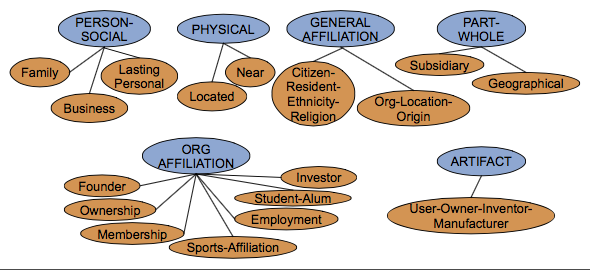 PERSON-
SOCIAL
PHYSICAL
GENERAL
AFFILIATION
PART-
WHOLE
Family
Lasting
Personal
Business
Near
Located
Citizen-
Resident-
Ethnicity-
Religion
Org-Location-
Origin
Subsidiary
Geographical
ORG
AFFILIATION
Founder
Ownership
Membership
Sports-Affiliation
Employment
Student-Alum
Investor
ARTIFACT
User-Owner-Inventor-
Manufacturer